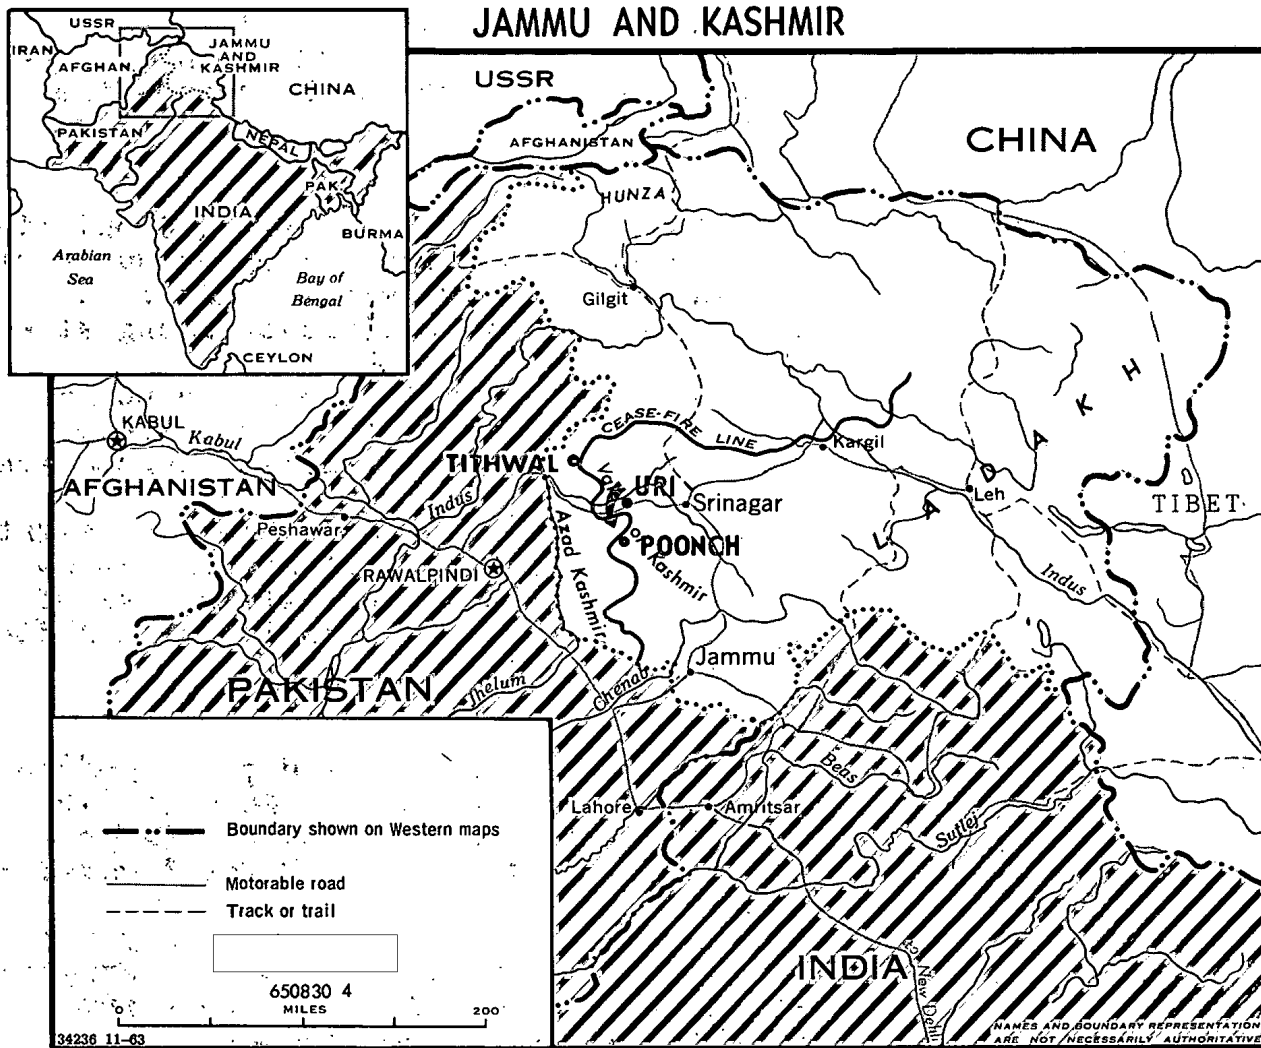 JAMMU AND KASHMIR
USSR
IRAN
AFGHAN.
JAMMU
AND
KASHMIR
CHINA
PAKISTAN
NEPAL
PAK.
INDIA
BURMA
Arabian
Sea
Bay of
Bengal
CEYLON
USSR
AFGHANISTAN
CHINA
HUNZA
Gilgit
KABUL
Kabul
CEASE-FIRE LINE
Kargil
LADAKH
TITHWAL
AFGHANISTAN
Indus
URI
Srinagar
Leh
TIBET
Peshawar
Vale of Kashmir
POONCH
Azad Kashmir
RAWALPINDI
Indus
Jammu
PAKISTAN
Jhelum
Chenab
Beas
Lahore
Amritsar
Sutlej
INDIA
to New Delhi
Boundary shown on Western maps
Motorable road
Track or trail
650830 4
MILES
0 200
34236 11-63
NAMES AND BOUNDARY REPRESENTATION
ARE NOT NECESSARILY AUTHORITATIVE